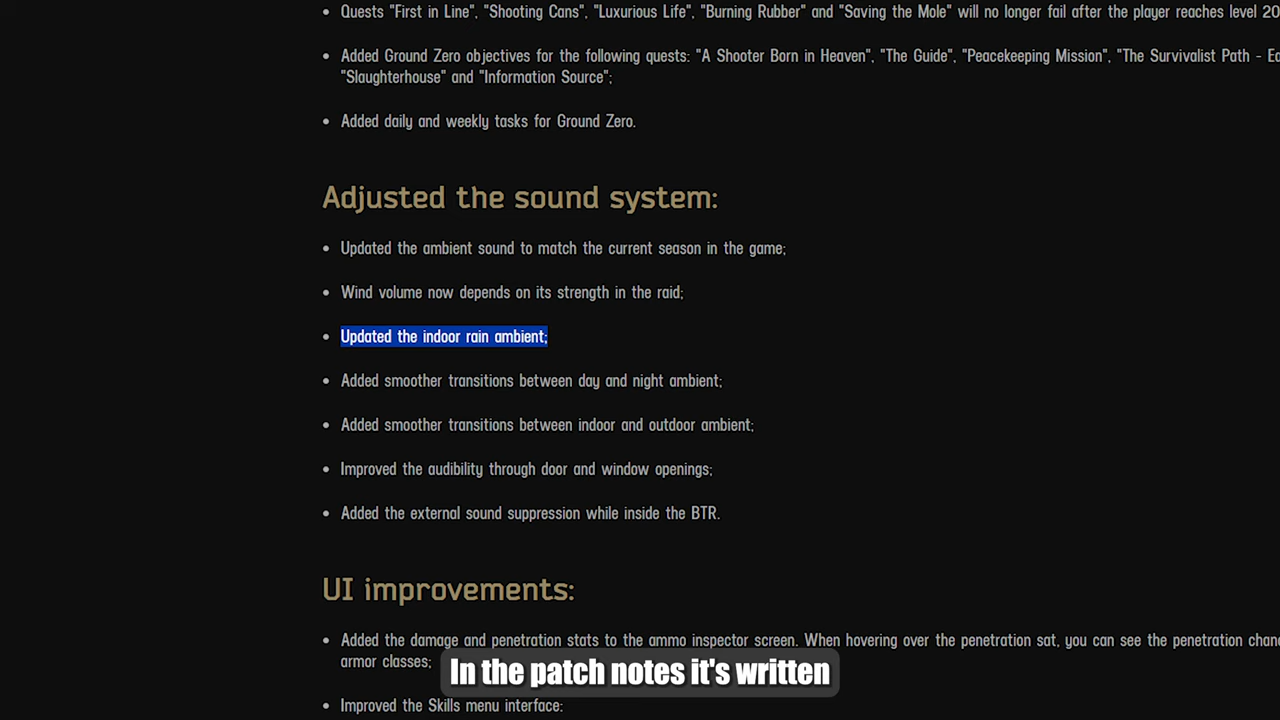 • Quests "First in Line", "Shooting Cans", "Luxurious Life", "Burning Rubber" and "Saving the Mole" will no longer fail after the player reaches level 20
• Added Ground Zero objectives for the following quests: "A Shooter Born in Heaven", "The Guide", "Peacekeeping Mission", "The Survivalist Path -
"Slaughterhouse" and "Information Source";
• Added daily and weekly tasks for Ground Zero.
Adjusted the sound system:
• Updated the ambient sound to match the current season in the game;
• Wind volume now depends on its strength in the raid;
• Updated the indoor rain ambient;
• Added smoother transitions between day and night ambient;
• Added smoother transitions between indoor and outdoor ambient;
• Improved the audibility through door and window openings;
• Added the external sound suppression while inside the BTR.
UI improvements:
• Added the damage and penetration stats to the ammo inspector screen. When hovering over the penetration sat, you can see the penetration
armor classes;
In the patch notes it's written
• Improved the Skills menu interface: